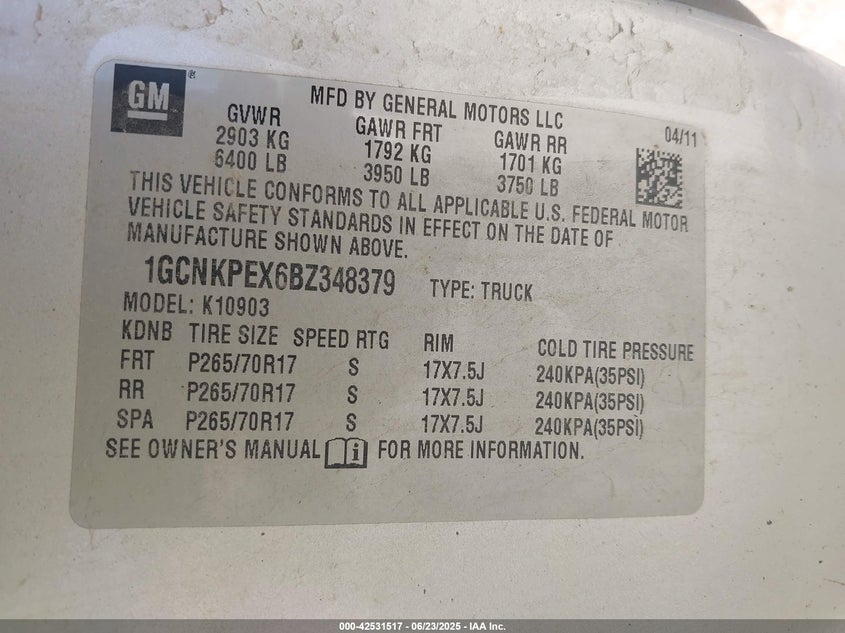 GM ®
MFD BY GENERAL MOTORS LLC
GVWR GAWR FRT GAWR RR 04/11
2903 KG 1792 KG 1701 KG
6400 LB 3950 LB 3750 LB
THIS VEHICLE CONFORMS TO ALL APPLICABLE U.S. FEDERAL MOTOR
VEHICLE SAFETY STANDARDS IN EFFECT ON THE DATE OF
MANUFACTURE SHOWN ABOVE.
1GCNKPEX6BZ348379 TYPE: TRUCK
MODEL: K10903
KDNB TIRE SIZE SPEED RTG RIM COLD TIRE PRESSURE
FRT P265/70R17 S 17X7.5J 240KPA(35PSI)
RR P265/70R17 S 17X7.5J 240KPA(35PSI)
SPA P265/70R17 S 17X7.5J 240KPA(35PSI)
SEE OWNER'S MANUAL i FOR MORE INFORMATION.
000-42531517 - 06/23/2025 - IAA Inc.